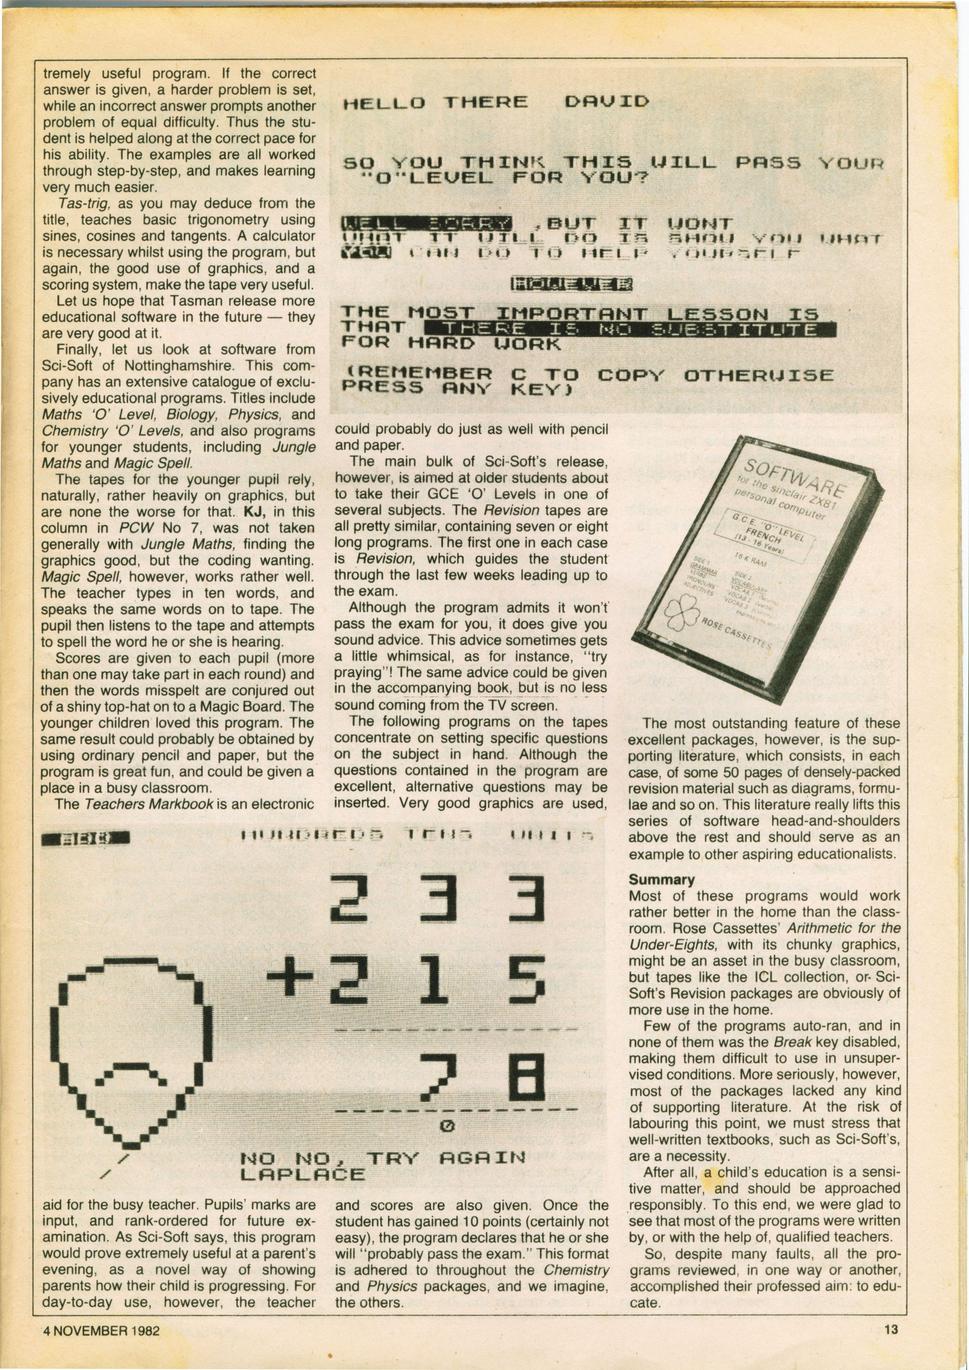 tremely useful program. If the correct
answer is given, a harder problem is set,
while an incorrect answer prompts another
problem of equal difficulty. Thus the stu-
dent is helped along at the correct pace for
his ability. The examples are all worked
through step-by-step, and makes learning
very much easier.
Tas-trig, as you may deduce from the
title, teaches basic trigonometry using
sines, cosines and tangents. A calculator
is necessary whilst using the program, but
again, the good use of graphics, and a
scoring system, make the tape very useful.
Let us hope that Tasman release more
educational software in the future — they
are very good at it.
Finally, let us look at software from
Sci-Soft of Nottinghamshire. This com-
pany has an extensive catalogue of exclu-
sively educational programs. Titles include
Maths 'O' Level, Biology, Physics, and
Chemistry 'O' Levels, and also programs
for younger students, including Jungle
Maths and Magic Spell.
The tapes for the younger pupil rely,
naturally, rather heavily on graphics, but
are none the worse for that. KJ, in this
column in PCW No 7, was not taken
generally with Jungle Maths, finding the
graphics good, but the coding wanting.
Magic Spell, however, works rather well.
The teacher types in ten words, and
speaks the same words on to tape. The
pupil then listens to the tape and attempts
to spell the word he or she is hearing.
Scores are given to each pupil (more
than one may take part in each round) and
then the words misspelt are conjured out
of a shiny top-hat on to a Magic Board. The
younger children loved this program. The
same result could probably be obtained by
using ordinary pencil and paper, but the
program is great fun, and could be given a
place in a busy classroom.
The Teachers Markbook is an electronic
HELLO THERE DAVID
SO YOU THINK THIS WILL PASS YOUR
"O"LEVEL FOR YOU?
WELL SORRY ,BUT IT WONT
WHAT IT WILL DO IS SHOW YOU WHAT
YOU CAN DO TO HELP YOURSELF
HOWEVER
THE MOST IMPORTANT LESSON IS
THAT THERE IS NO SUBSTITUTE
FOR HARD WORK
(REMEMBER C TO COPY OTHERWISE
PRESS ANY KEY)
could probably do just as well with pencil
and paper.
The main bulk of Sci-Soft's release,
however, is aimed at older students about
to take their GCE 'O' Levels in one of
several subjects. The Revision tapes are
all pretty similar, containing seven or eight
long programs. The first one in each case
is Revision, which guides the student
through the last few weeks leading up to
the exam.
Although the program admits it won't
pass the exam for you, it does give you
sound advice. This advice sometimes gets
a little whimsical, as for instance, "try
praying"! The same advice could be given
in the accompanying book, but is no less
sound coming from the TV screen.
The following programs on the tapes
concentrate on setting specific questions
on the subject in hand. Although the
questions contained in the program are
excellent, alternative questions may be
inserted. Very good graphics are used,
SOFTWARE
for the sinclair ZX81
personal computer
G.C.E. "O" LEVEL
FRENCH
(13 - 16 Years)
16 K RAM
SIDE 1
GRAMMAR
VERBS
PRONOUNS
ADJECTIVES
SIDE 2
VOCABULARY
VOCAB 1
VOCAB 2
VOCAB 3
ROSE CASSETTES
ADD HUNDREDS TENS UNITS
2 3 3
+2 1 5
7 8
0
NO NO, TRY AGAIN
LAPLACE
aid for the busy teacher. Pupils' marks are
input, and rank-ordered for future ex-
amination. As Sci-Soft says, this program
would prove extremely useful at a parent's
evening, as a novel way of showing
parents how their child is progressing. For
day-to-day use, however, the teacher
and scores are also given. Once the
student has gained 10 points (certainly not
easy), the program declares that he or she
will "probably pass the exam." This format
is adhered to throughout the Chemistry
and Physics packages, and we imagine,
the others.
The most outstanding feature of these
excellent packages, however, is the sup-
porting literature, which consists, in each
case, of some 50 pages of densely-packed
revision material such as diagrams, formu-
lae and so on. This literature really lifts this
series of software head-and-shoulders
above the rest and should serve as an
example to other aspiring educationalists.
Summary
Most of these programs would work
rather better in the home than the class-
room. Rose Cassettes' Arithmetic for the
Under-Eights, with its chunky graphics,
might be an asset in the busy classroom,
but tapes like the ICL collection, or Sci-
Soft's Revision packages are obviously of
more use in the home.
Few of the programs auto-ran, and in
none of them was the Break key disabled,
making them difficult to use in unsuper-
vised conditions. More seriously, however,
most of the packages lacked any kind
of supporting literature. At the risk of
labouring this point, we must stress that
well-written textbooks, such as Sci-Soft's,
are a necessity.
After all, a child's education is a sensi-
tive matter, and should be approached
responsibly. To this end, we were glad to
see that most of the programs were written
by, or with the help of, qualified teachers.
So, despite many faults, all the pro-
grams reviewed, in one way or another,
accomplished their professed aim: to edu-
cate.
4 NOVEMBER 1982
13